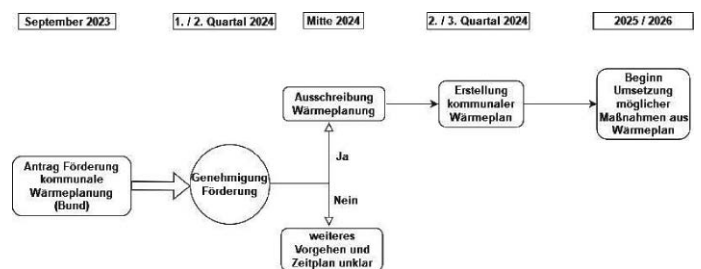 September 2023
1. / 2. Quartal 2024
Mitte 2024
2. / 3. Quartal 2024
2025 / 2026
Antrag Förderung
kommunale
Wärmeplanung
(Bund)
Genehmigung
Förderung
Ja
Nein
Ausschreibung
Wärmeplanung
weiteres
Vorgehen und
Zeitplan unklar
Erstellung
kommunaler
Wärmeplan
Beginn
Umsetzung
möglicher
Maßnahmen aus
Wärmeplan